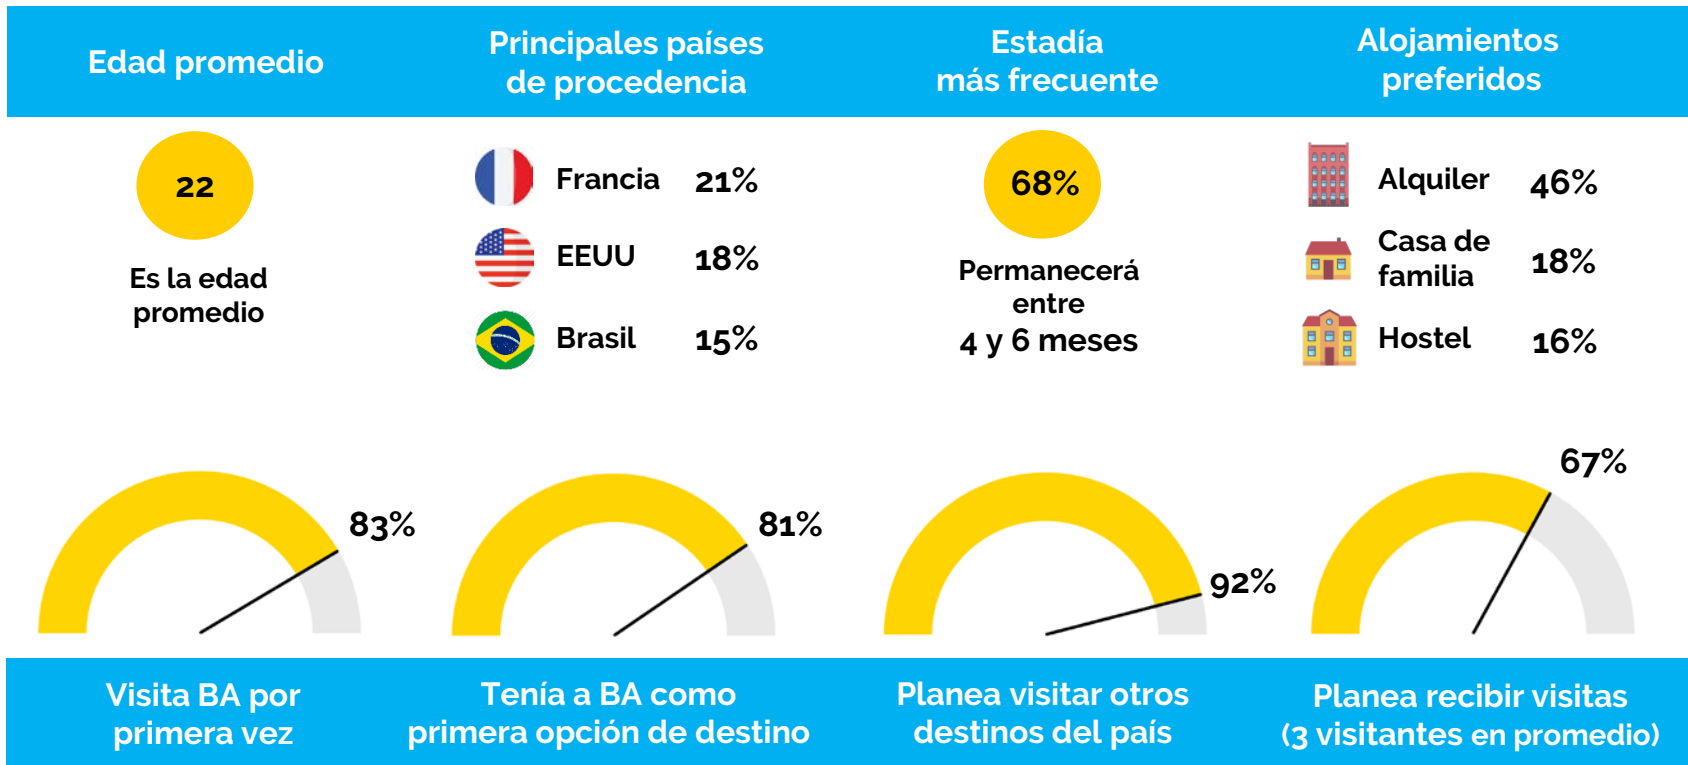 Edad promedio
Principales países
de procedencia
Estadía
más frecuente
Alojamientos
preferidos
22
Es la edad
promedio
Francia 21%
EEUU 18%
Brasil 15%
68%
Permanecerá
entre
4 y 6 meses
Alquiler 46%
Casa de
familia 18%
Hostel 16%
83%
81%
92%
67%
Visita BA por
primera vez
Tenía a BA como
primera opción de destino
Planea visitar otros
destinos del país
Planea recibir visitas
(3 visitantes en promedio)